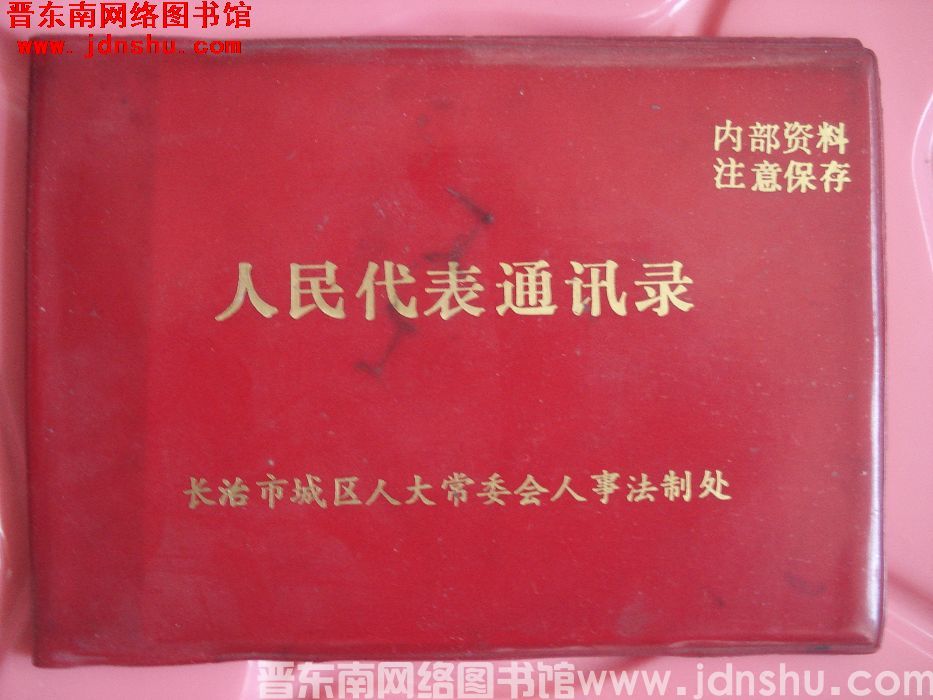 晋东南网络图书馆
www.jdnshu.com
内部资料
注意保存
人民代表通讯录
长治市城区人大常委会人事法制处
晋东南网络图书馆www.jdnshu.com